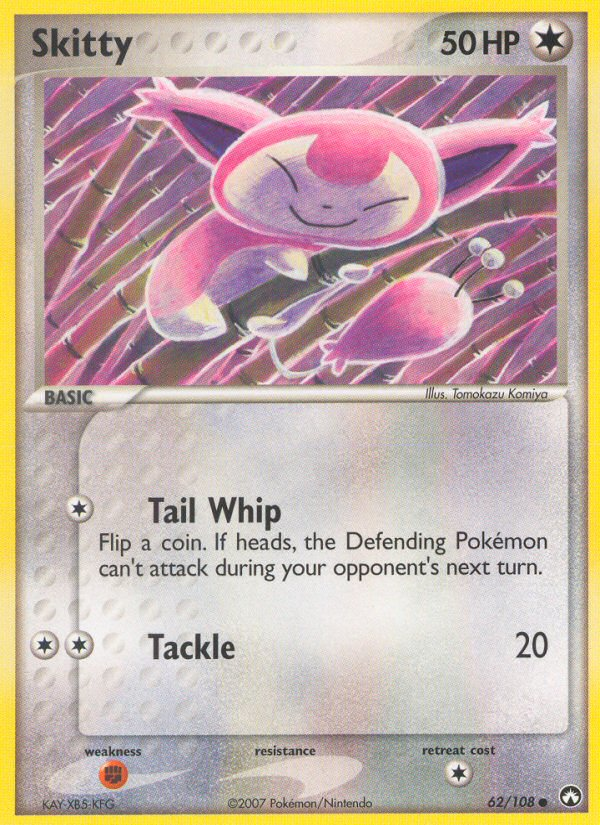 Skitty 50 HP
BASIC
Illus. Tomokazu Komiya
Tail Whip
Flip a coin. If heads, the Defending Pokémon
can't attack during your opponent's next turn.
Tackle 20
weakness resistance retreat cost
KAY-XB5-KFG ©2007 Pokémon/Nintendo 62/108